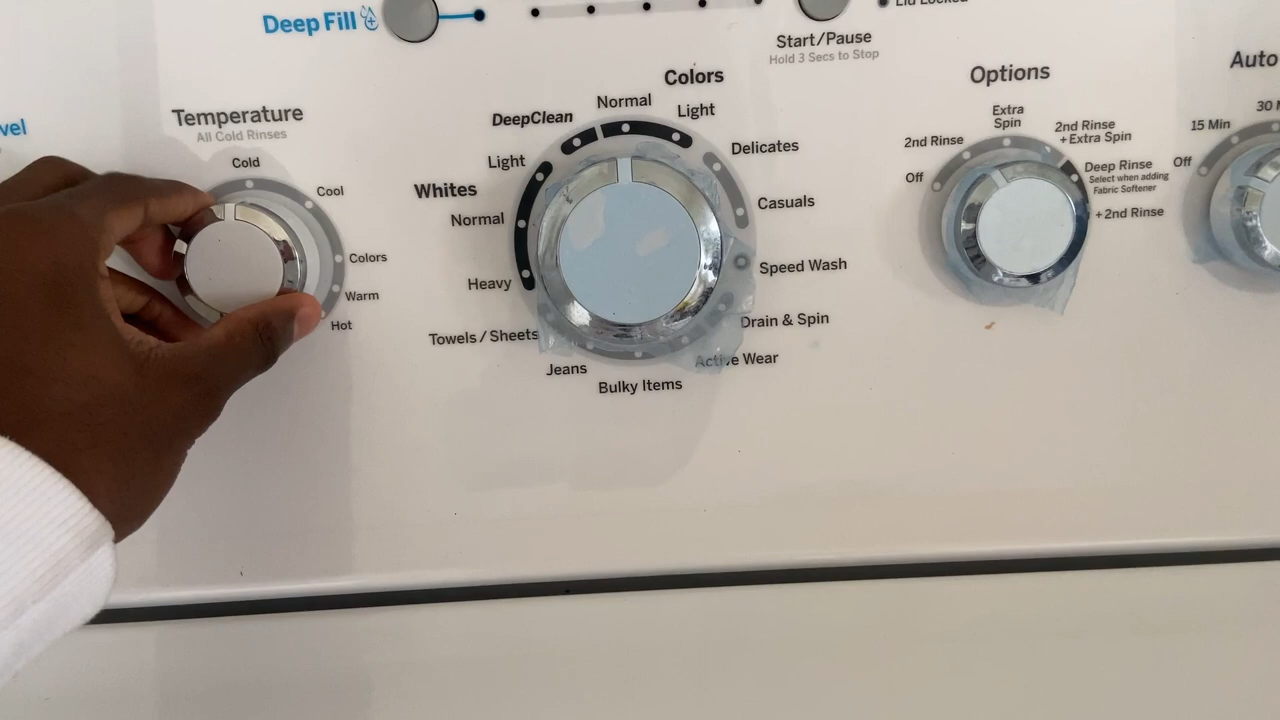 Deep Fill
Start/Pause
Hold 3 Secs to Stop
Temperature
All Cold Rinses
Cold
Cool
Colors
Warm
Hot
Colors
DeepClean
Normal
Light
Delicates
Casuals
Speed Wash
Drain & Spin
Active Wear
Bulky Items
Jeans
Towels / Sheets
Heavy
Normal
Whites
Light
Options
Off
2nd Rinse
Extra
Spin
2nd Rinse
+Extra Spin
Deep Rinse
Select when adding
Fabric Softener
+2nd Rinse
Auto
Off
15 Min
30